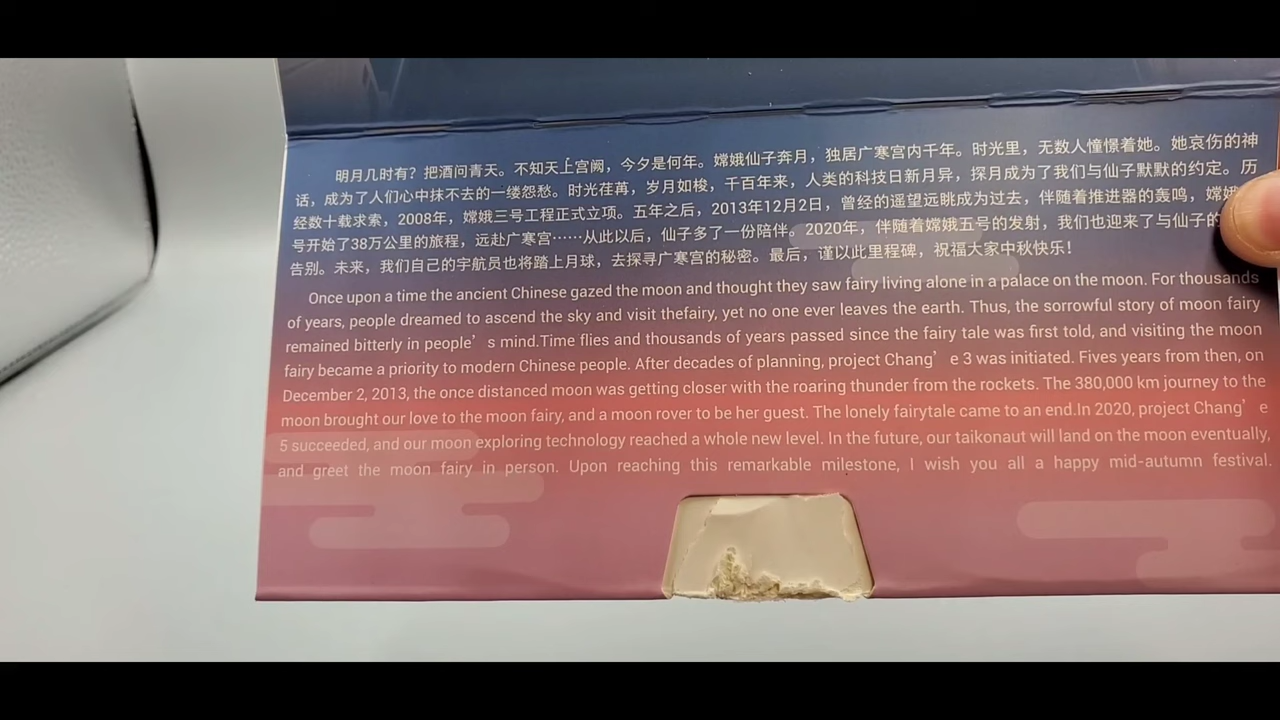 明月几时有？把酒问青天。不知天上宫阙，今夕是何年。嫦娥仙子奔月，独居广寒宫内千年。时光里，无数人憧憬着她。她哀伤的神
话，成为了人们心中抹不去的一缕怨愁。时光荏苒，岁月如梭，千百年来，人类的科技日新月异，探月成为了我们与仙子默默的约定。历
经数十载求索，2008年，嫦娥三号工程正式立项。五年之后，2013年12月2日，曾经的遥望远眺成为过去，伴随着推进器的轰鸣，嫦娥
号开始了38万公里的旅程，远赴广寒宫……从此以后，仙子多了一份陪伴。2020年，伴随着嫦娥五号的发射，我们也迎来了与仙子的
告别。未来，我们自己的宇航员也将踏上月球，去探寻广寒宫的秘密。最后，谨以此里程碑，祝福大家中秋快乐！
Once upon a time the ancient Chinese gazed the moon and thought they saw fairy living alone in a palace on the moon. For thousands
of years, people dreamed to ascend the sky and visit thefairy, yet no one ever leaves the earth. Thus, the sorrowful story of moon fairy
remained bitterly in people’ s mind.Time flies and thousands of years passed since the fairy tale was first told, and visiting the moon
fairy became a priority to modern Chinese people. After decades of planning, project Chang’ e 3 was initiated. Fives years from then, on
December 2, 2013, the once distanced moon was getting closer with the roaring thunder from the rockets. The 380,000 km journey to the
moon brought our love to the moon fairy, and a moon rover to be her guest. The lonely fairytale came to an end.In 2020, project Chang’ e
5 succeeded, and our moon exploring technology reached a whole new level. In the future, our taikonaut will land on the moon eventually,
and greet the moon fairy in person. Upon reaching this remarkable milestone, I wish you all a happy mid-autumn festival.